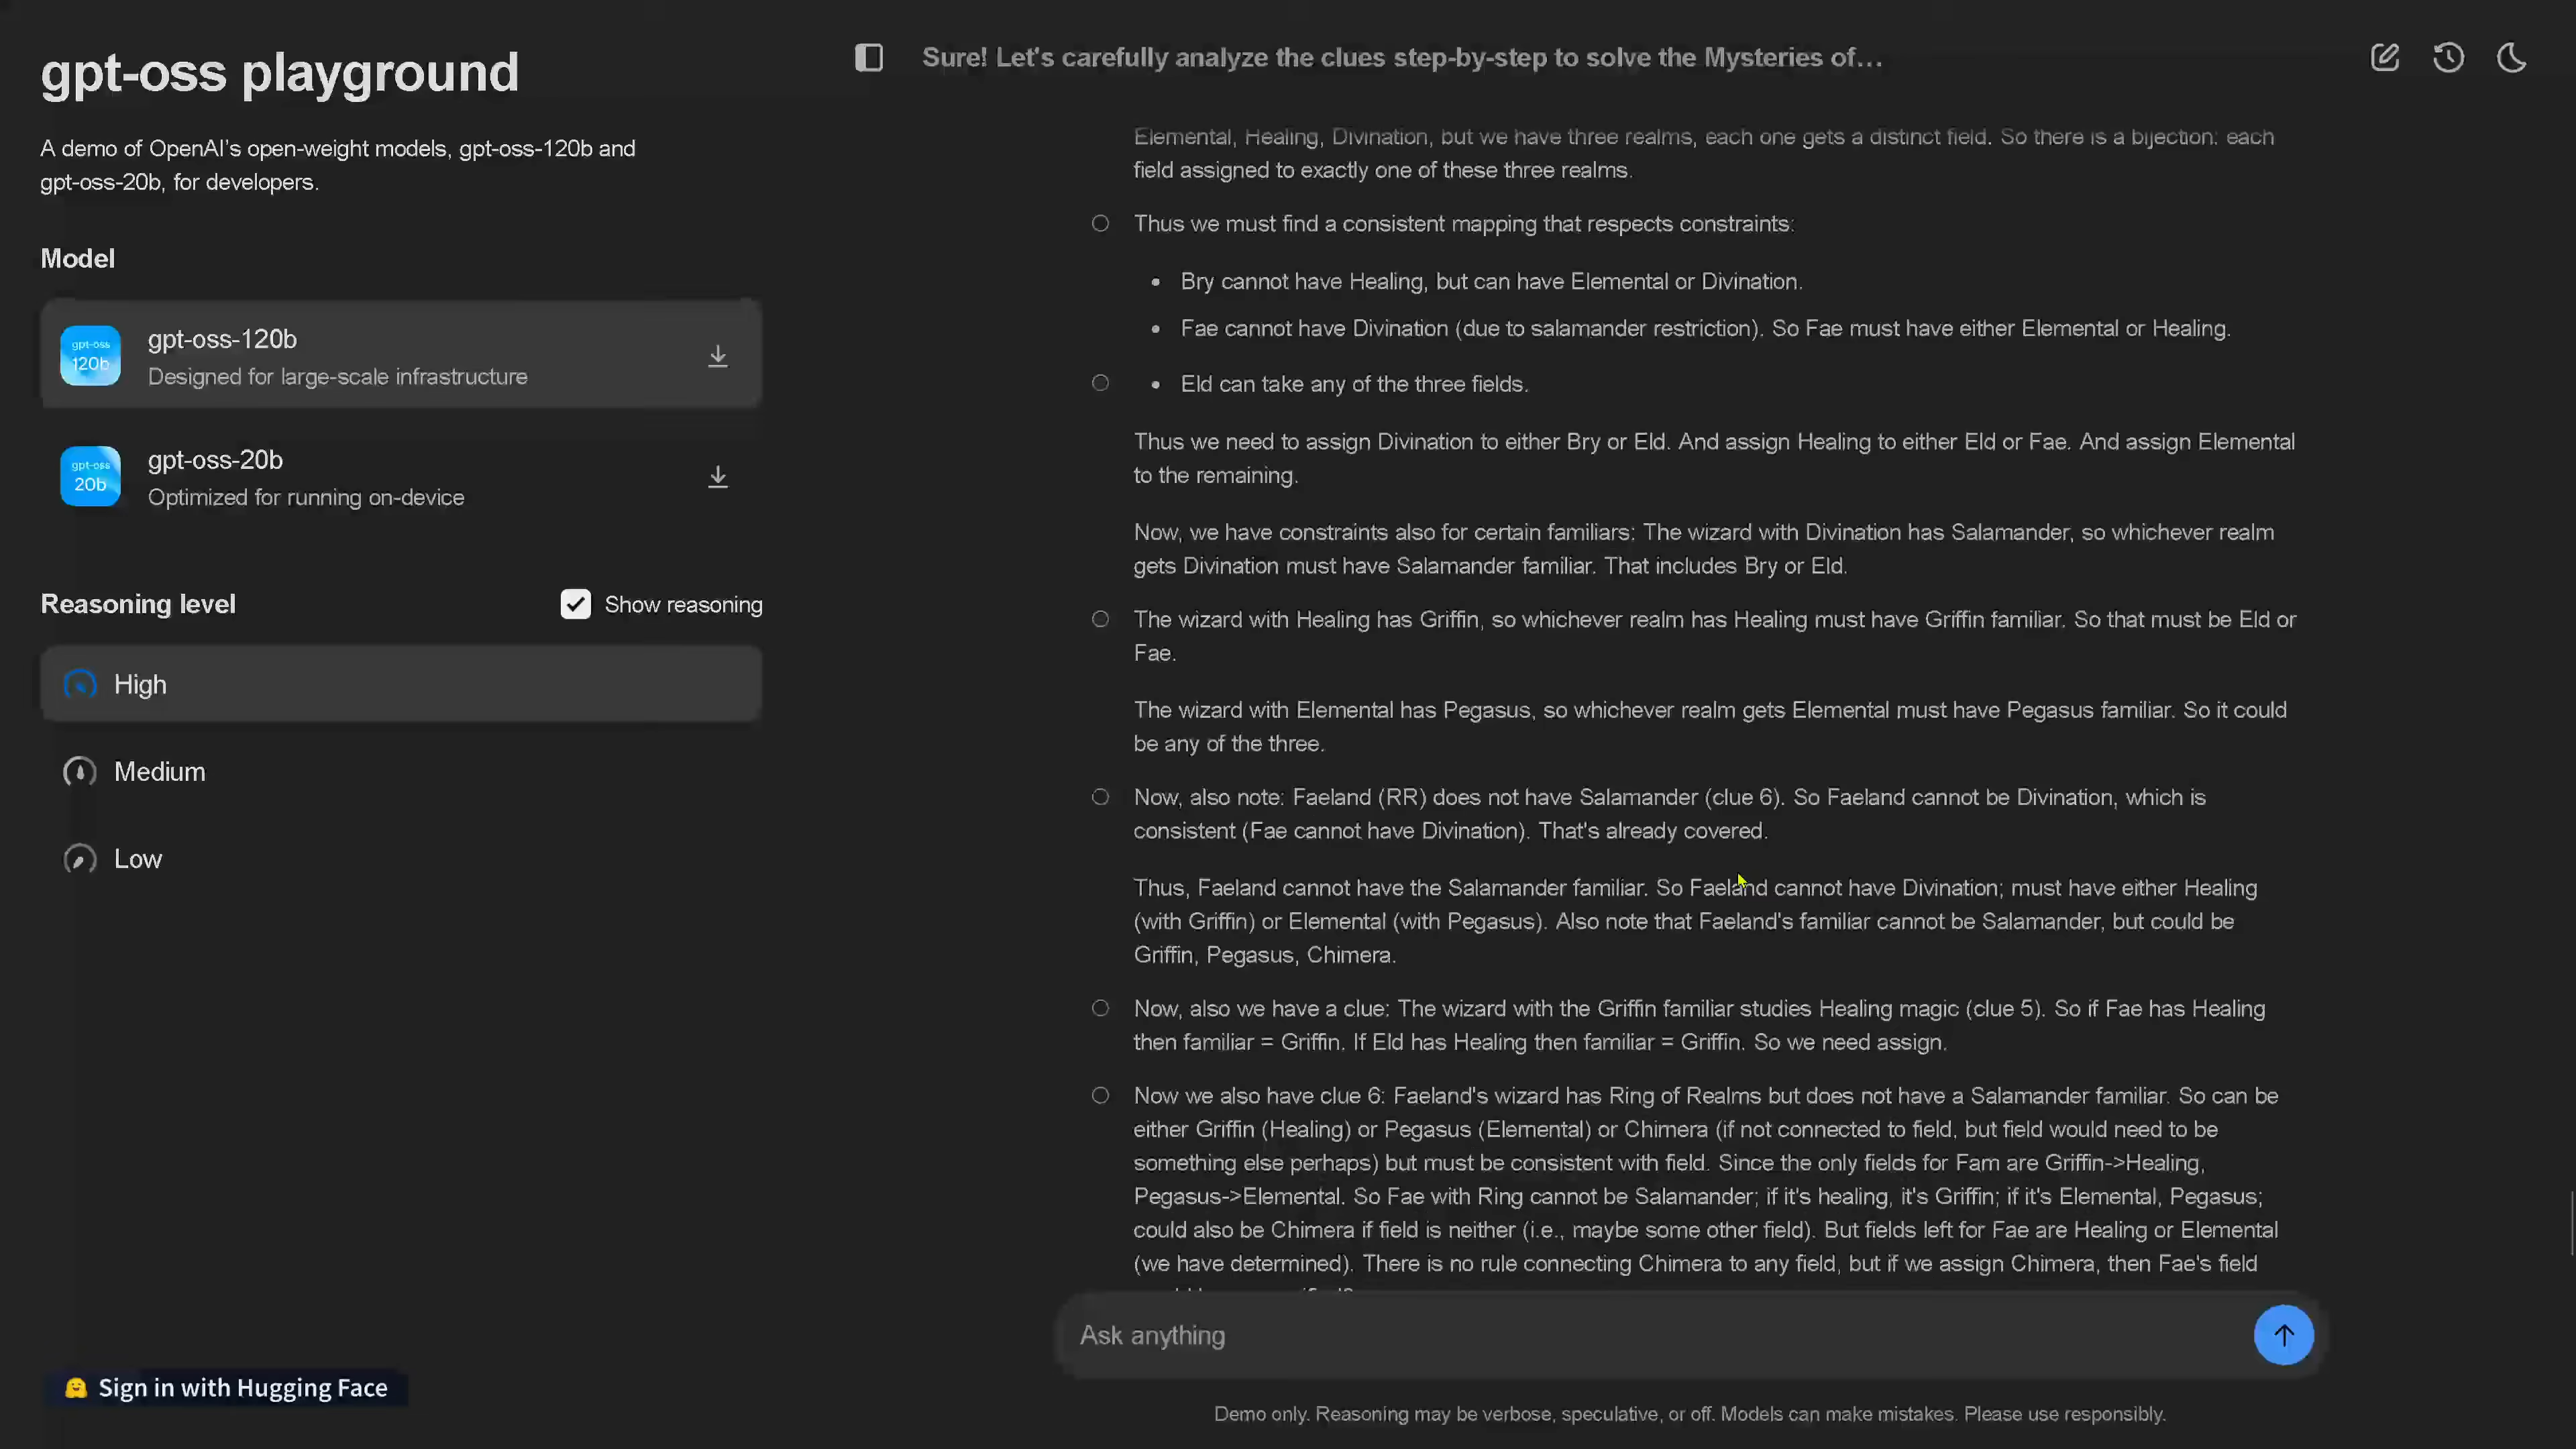 gpt-oss playground
A demo of OpenAI's open-weight models, gpt-oss-120b and
gpt-oss-20b, for developers.
Model
gpt-oss
120b
gpt-oss-120b
Designed for large-scale infrastructure
gpt-oss
20b
gpt-oss-20b
Optimized for running on-device
Reasoning level
Show reasoning
High
Medium
Low
Sign in with Hugging Face
Sure! Let's carefully analyze the clues step-by-step to solve the Mysteries of...
Elemental, Healing, Divination, but we have three realms, each one gets a distinct field. So there is a bijection: each
field assigned to exactly one of these three realms.
Thus we must find a consistent mapping that respects constraints:
• Bry cannot have Healing, but can have Elemental or Divination.
• Fae cannot have Divination (due to salamander restriction). So Fae must have either Elemental or Healing.
• Eld can take any of the three fields.
Thus we need to assign Divination to either Bry or Eld. And assign Healing to either Eld or Fae. And assign Elemental
to the remaining.
Now, we have constraints also for certain familiars: The wizard with Divination has Salamander, so whichever realm
gets Divination must have Salamander familiar. That includes Bry or Eld.
The wizard with Healing has Griffin, so whichever realm has Healing must have Griffin familiar. So that must be Eld or
Fae.
The wizard with Elemental has Pegasus, so whichever realm gets Elemental must have Pegasus familiar. So it could
be any of the three.
Now, also note: Faeland (RR) does not have Salamander (clue 6). So Faeland cannot be Divination, which is
consistent (Fae cannot have Divination). That's already covered.
Thus, Faeland cannot have the Salamander familiar. So Faeland cannot have Divination; must have either Healing
(with Griffin) or Elemental (with Pegasus). Also note that Faeland's familiar cannot be Salamander, but could be
Griffin, Pegasus, Chimera.
Now, also we have a clue: The wizard with the Griffin familiar studies Healing magic (clue 5). So if Fae has Healing
then familiar = Griffin. If Eld has Healing then familiar = Griffin. So we need assign.
Now we also have clue 6: Faeland's wizard has Ring of Realms but does not have a Salamander familiar. So can be
either Griffin (Healing) or Pegasus (Elemental) or Chimera (if not connected to field, but field would need to be
something else perhaps) but must be consistent with field. Since the only fields for Fam are Griffin->Healing,
Pegasus->Elemental. So Fae with Ring cannot be Salamander; if it's healing, it's Griffin; if it's Elemental, Pegasus;
could also be Chimera if field is neither (i.e., maybe some other field). But fields left for Fae are Healing or Elemental
(we have determined). There is no rule connecting Chimera to any field, but if we assign Chimera, then Fae's field
Ask anything
Demo only. Reasoning may be verbose, speculative, or off. Models can make mistakes. Please use responsibly.